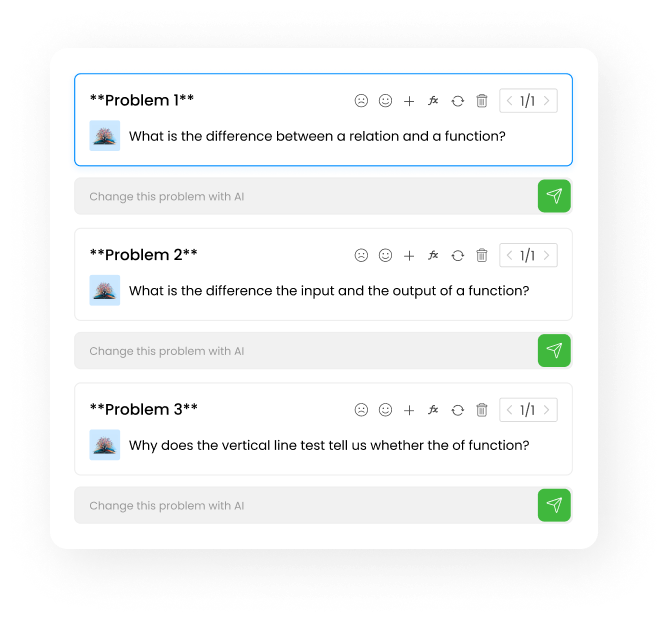 **Problem 1**
fx
1/1
What is the difference between a relation and a function?
Change this problem with AI
**Problem 2**
fx
1/1
What is the difference the input and the output of a function?
Change this problem with AI
**Problem 3**
fx
1/1
Why does the vertical line test tell us whether the of function?
Change this problem with AI